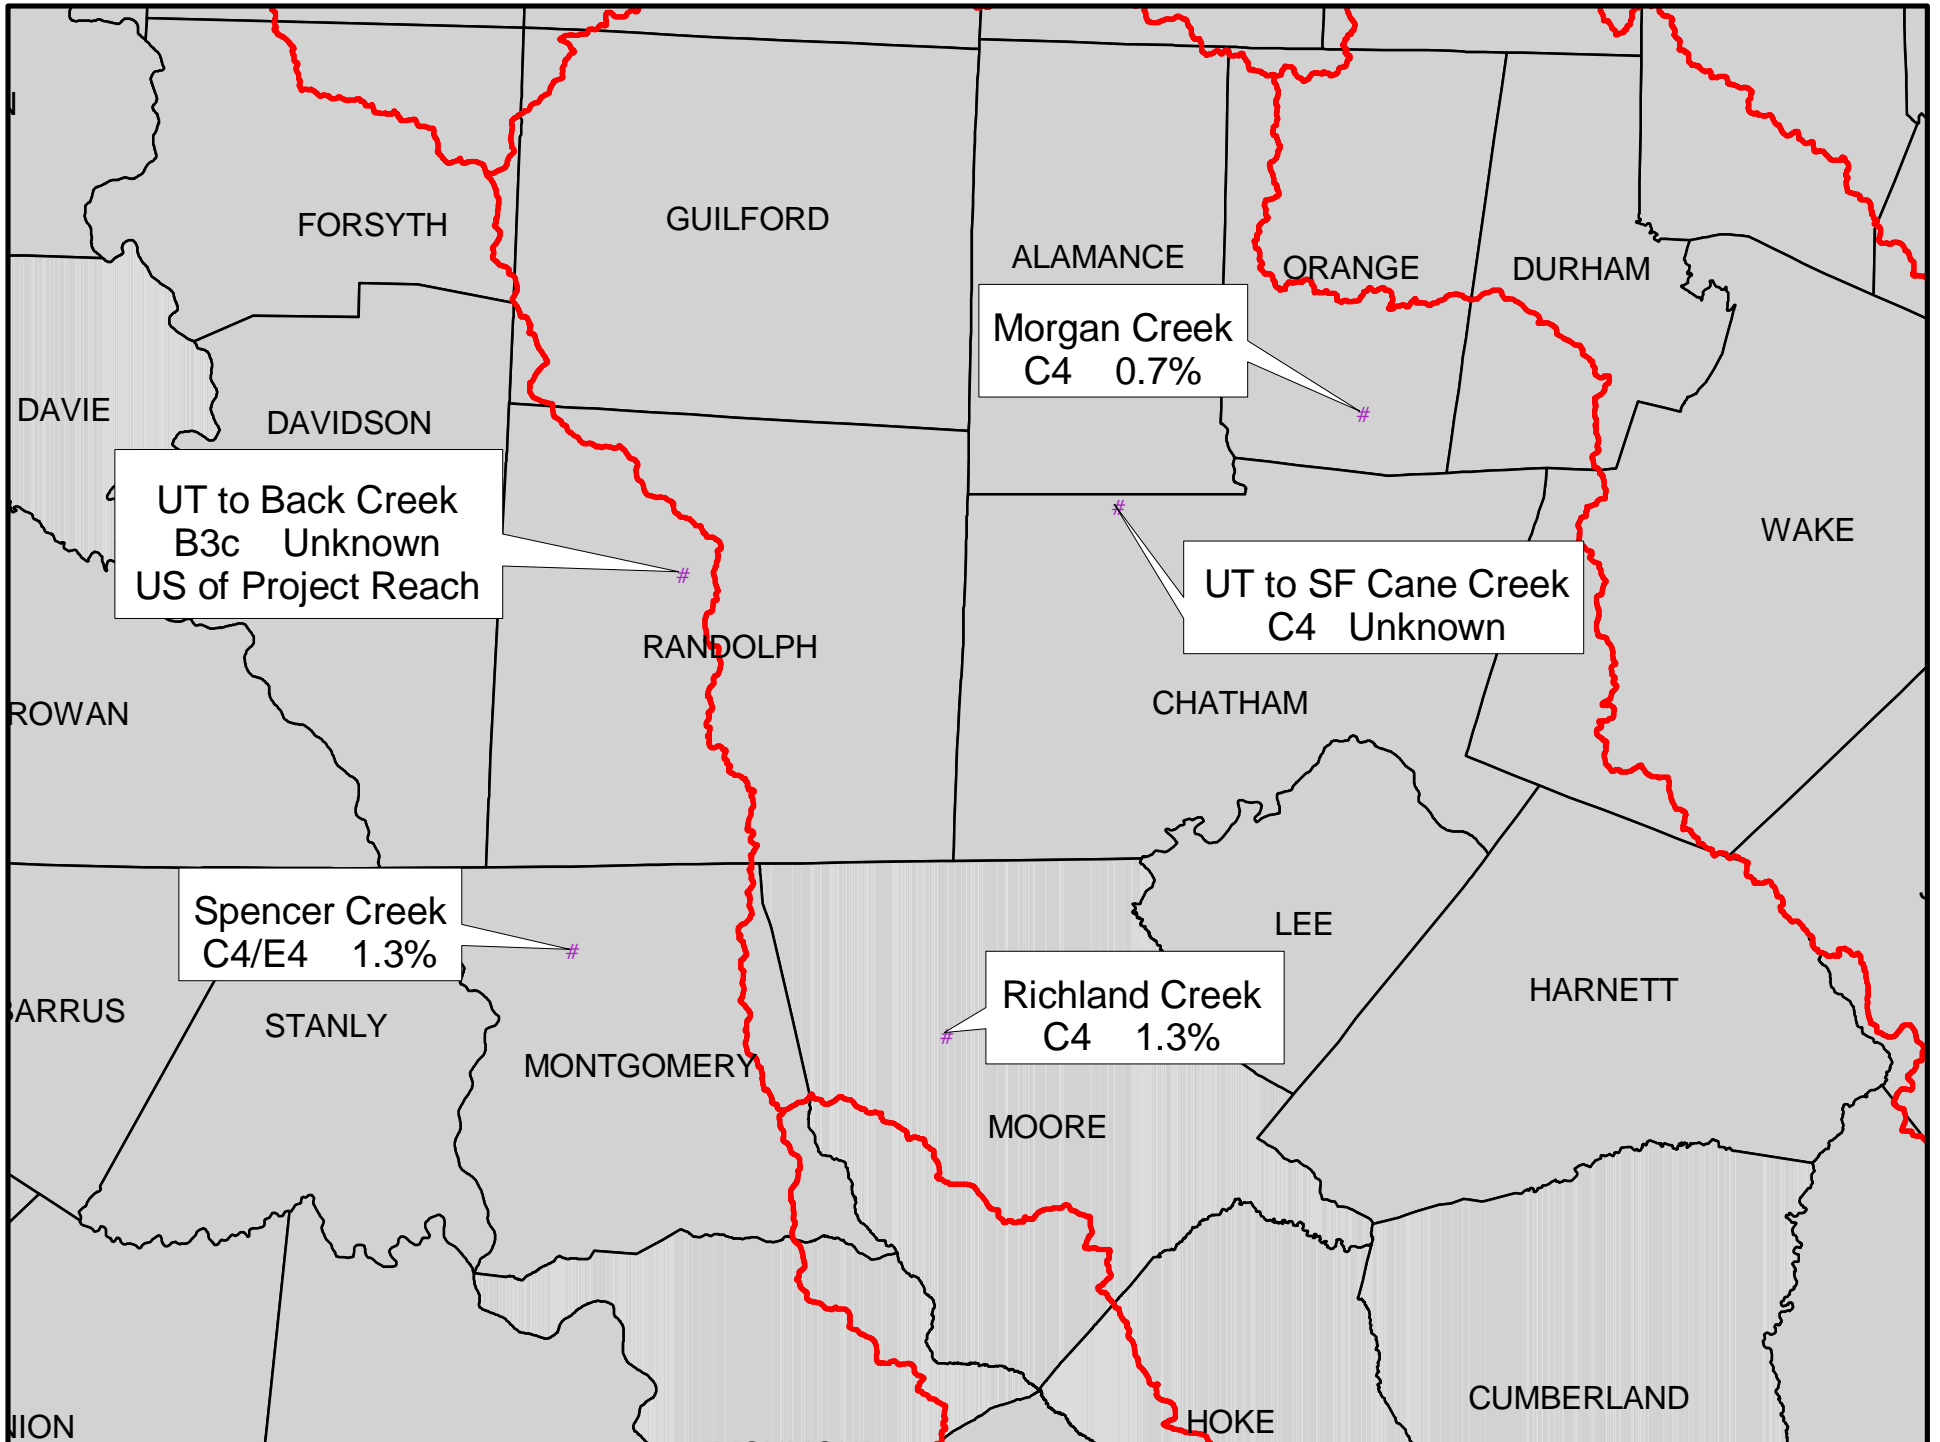 N
FORSYTH
GUILFORD
ALAMANCE
ORANGE
DURHAM
Morgan Creek
C4 0.7%
#
DAVIE
DAVIDSON
UT to Back Creek
B3c Unknown
US of Project Reach
#
#
UT to SF Cane Creek
C4 Unknown
WAKE
RANDOLPH
CHATHAM
ROWAN
Spencer Creek
C4/E4 1.3%
#
LEE
Richland Creek
C4 1.3%
#
HARNETT
BARRUS
STANLY
MONTGOMERY
MOORE
CUMBERLAND
HOKE
NION